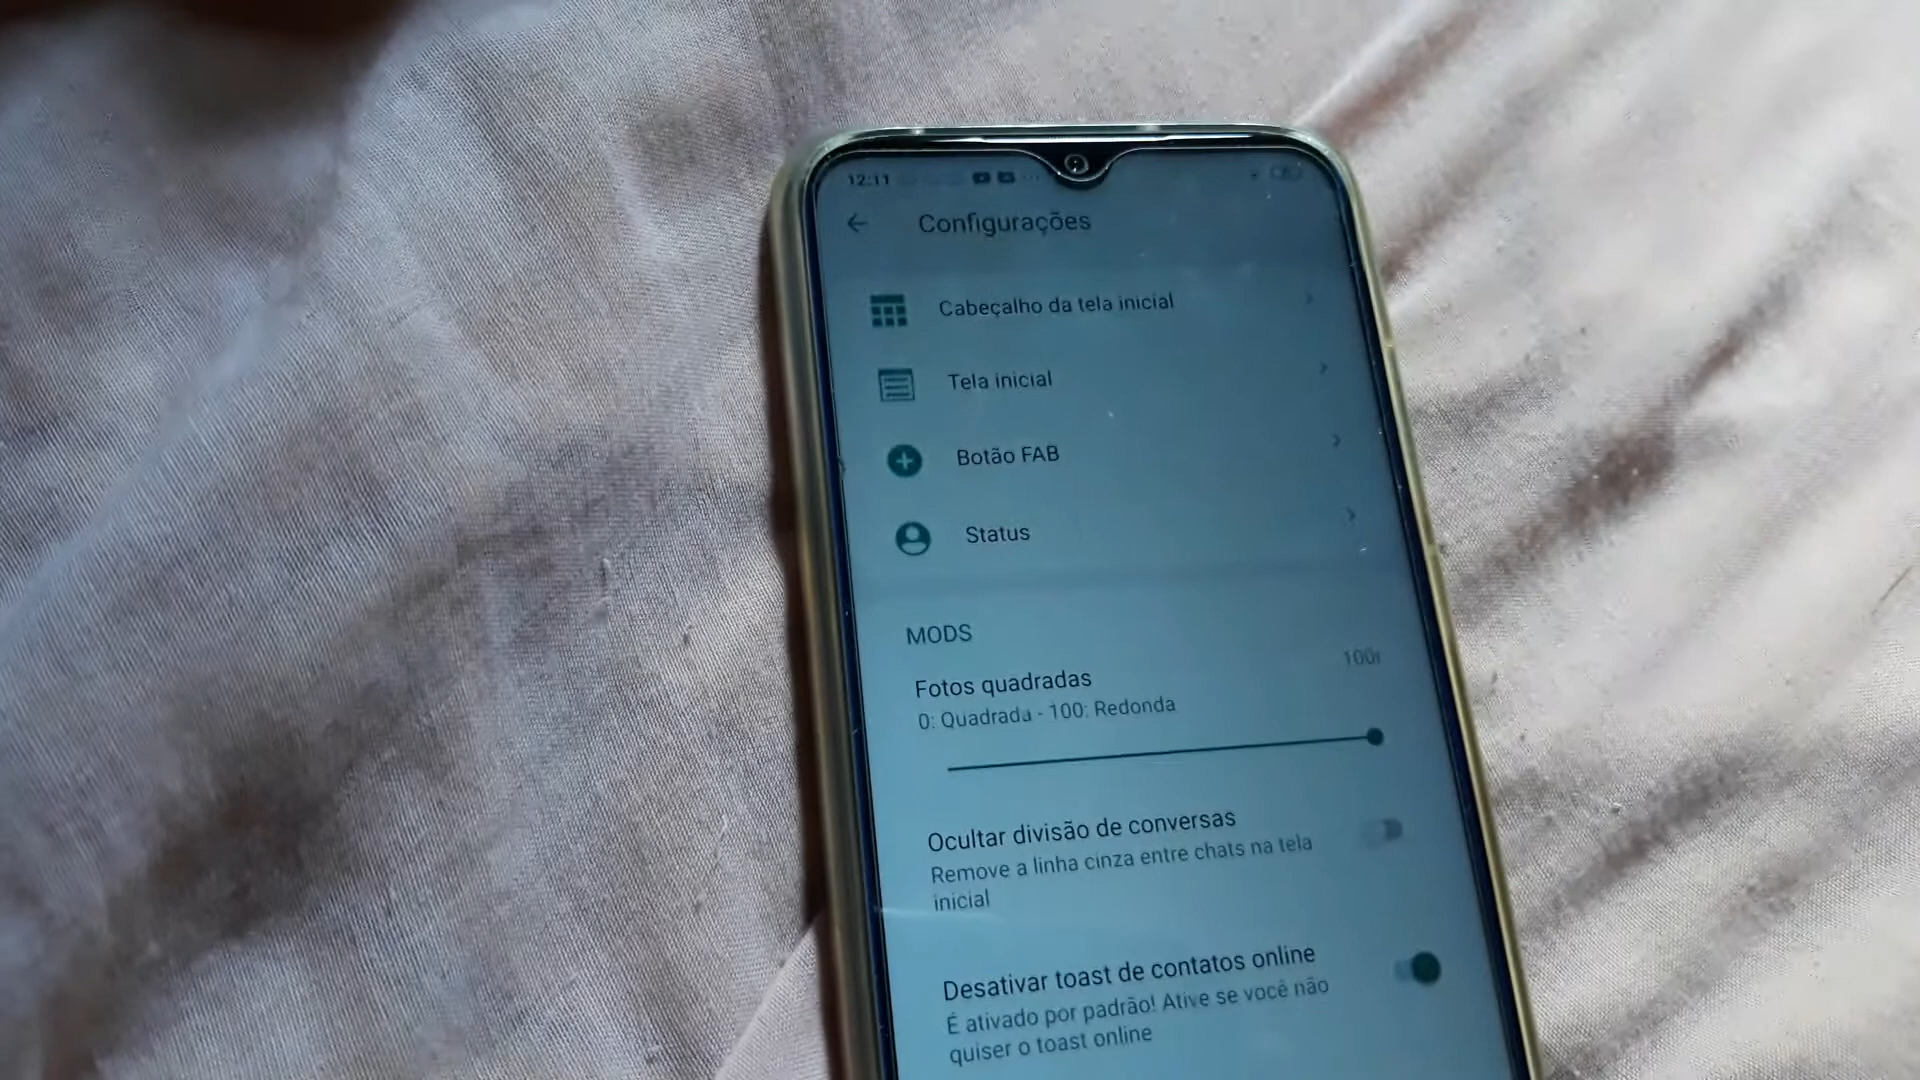 12:11
Configurações
Cabeçalho da tela inicial
Tela inicial
Botão FAB
Status
MODS
Fotos quadradas
100r
0: Quadrada - 100: Redonda
Ocultar divisão de conversas
Remove a linha cinza entre chats na tela
inicial
Desativar toast de contatos online
É ativado por padrão! Ative se você não
quiser o toast online